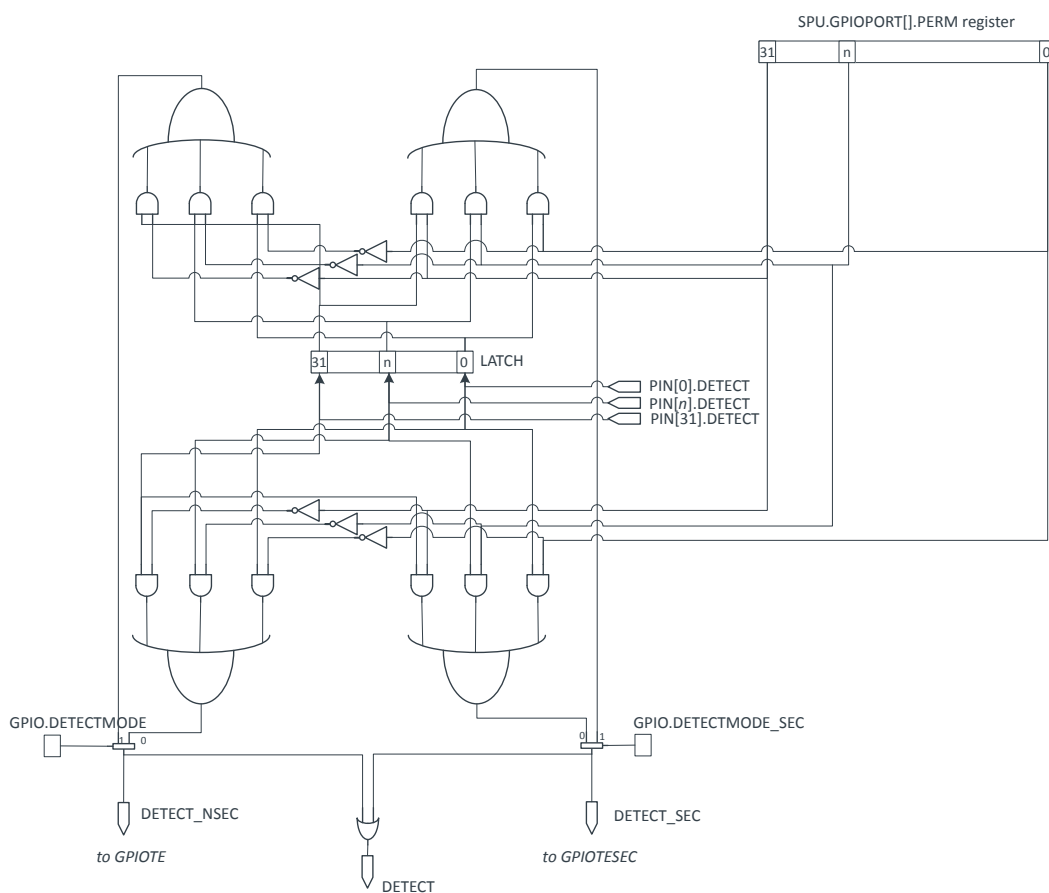 SPU.GPIOPORT[].PERM register
31
n
0
31
n
0
LATCH
PIN[0].DETECT
PIN[n].DETECT
PIN[31].DETECT
GPIO.DETECTMODE
1
0
0
1
GPIO.DETECTMODE_SEC
DETECT_NSEC
DETECT_SEC
to GPIOTE
to GPIOTESEC
DETECT